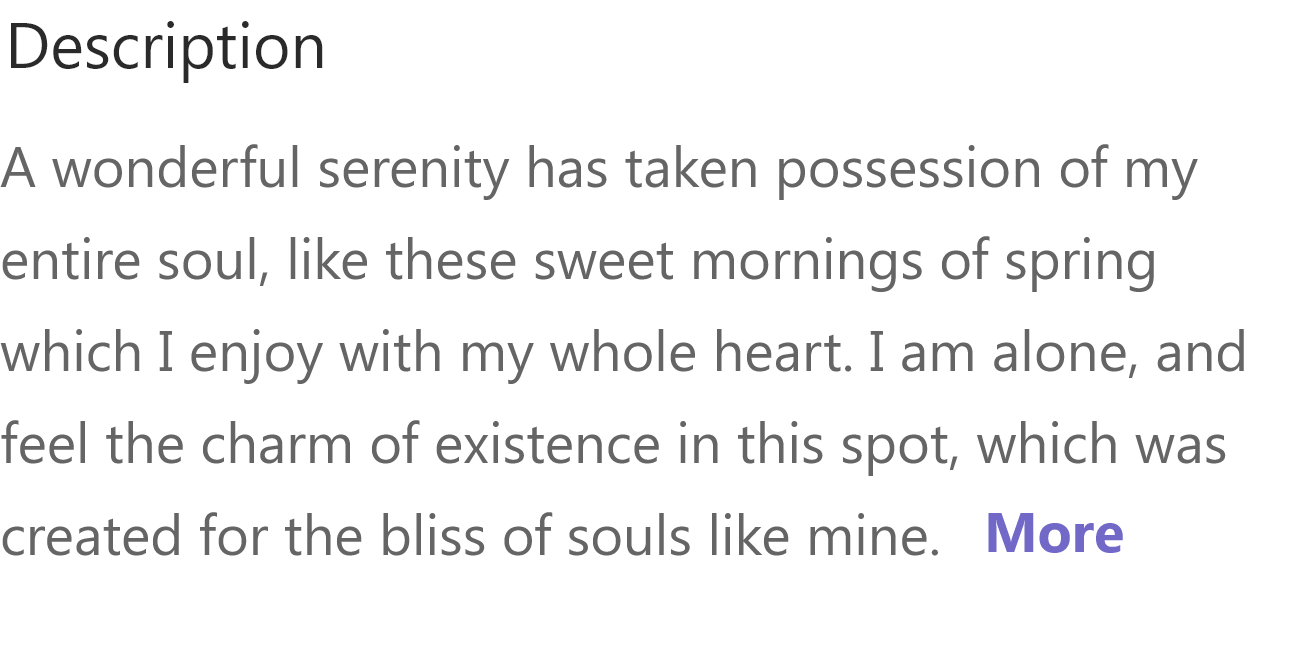 Description
A wonderful serenity has taken possession of my
entire soul, like these sweet mornings of spring
which I enjoy with my whole heart. I am alone, and
feel the charm of existence in this spot, which was
created for the bliss of souls like mine. More